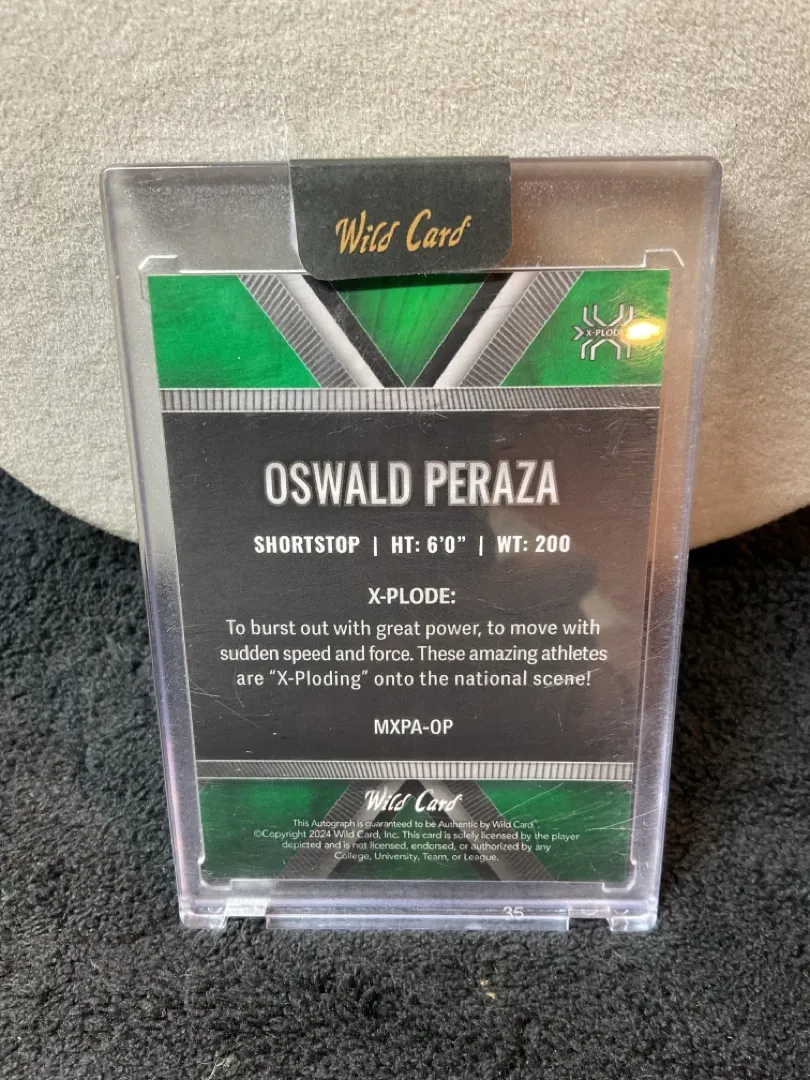 Wild Card
X-PLODE
OSWALD PERAZA
SHORTSTOP | HT: 6'0" | WT: 200
X-PLODE:
To burst out with great power, to move with
sudden speed and force. These amazing athletes
are "X-Ploding" onto the national scene!
MXPA-OP
Wild Card
This Autograph is guaranteed to be Authentic by Wild Card™.
©Copyright 2024 Wild Card, Inc. This card is solely licensed by the player
depicted and is not licensed, endorsed, or authorized by any
College, University, Team, or League.
35